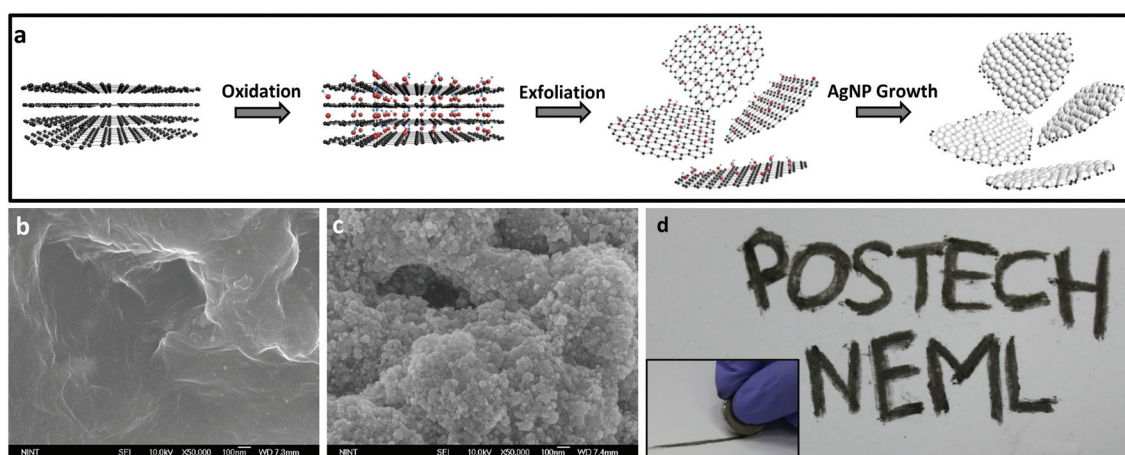 a
Oxidation
Exfoliation
AgNP Growth
b
NINT SEI 10.0kV X50,000 100nm WD 7.3mm
c
NINT SEI 10.0kV X50,000 100nm WD 7.4mm
d
POSTECH
NEML